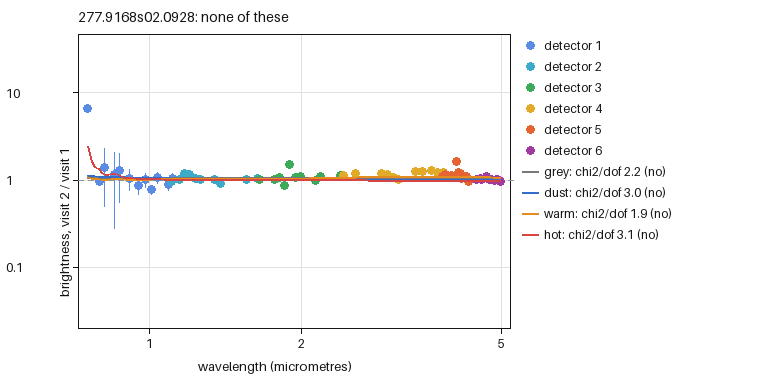 277.9168s02.0928: none of these
brightness, visit 2 / visit 1
10
1
0.1
1
2
5
wavelength (micrometres)
detector 1
detector 2
detector 3
detector 4
detector 5
detector 6
grey: chi2/dof 2.2 (no)
dust: chi2/dof 3.0 (no)
warm: chi2/dof 1.9 (no)
hot: chi2/dof 3.1 (no)